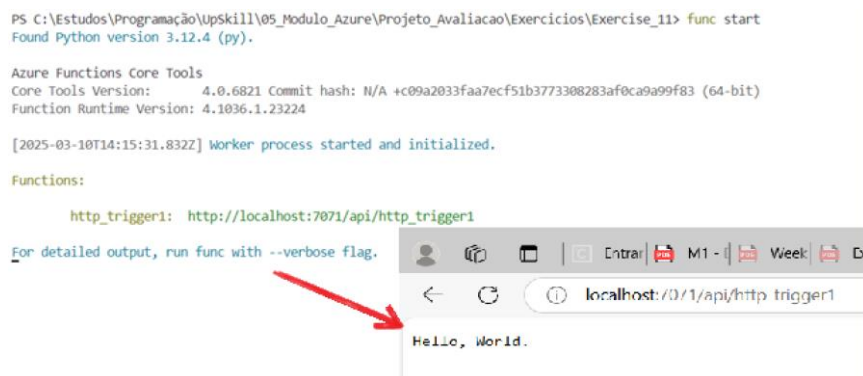 PS C:\Estudos\Programação\UpSkill\05_Modulo_Azure\Projeto_Avaliacao\Exercicios\Exercise_11> func start
Found Python version 3.12.4 (py).
Azure Functions Core Tools
Core Tools Version:       4.0.6821 Commit hash: N/A +c09a2033faa7ecf51b3773308283af0ca9a99f83 (64-bit)
Function Runtime Version: 4.1036.1.23224
[2025-03-10T14:15:31.832Z] Worker process started and initialized.
Functions:
http_trigger1:  http://localhost:7071/api/http_trigger1
For detailed output, run func with --verbose flag.
Entrar M1 - Week
localhost:7071/api/http_trigger1
Hello, World.